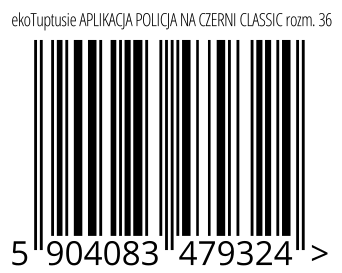 ekoTuptusie APLIKACJA POLICJA NA CZERNI CLASSIC rozm. 36
5 904083 479324 >